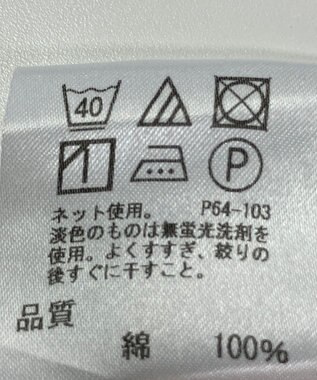 40
P
ネット使用。 P64-103
淡色のものは無蛍光洗剤を
使用。よくすすぎ、絞りの
後すぐに干すこと。
品質
綿 100%